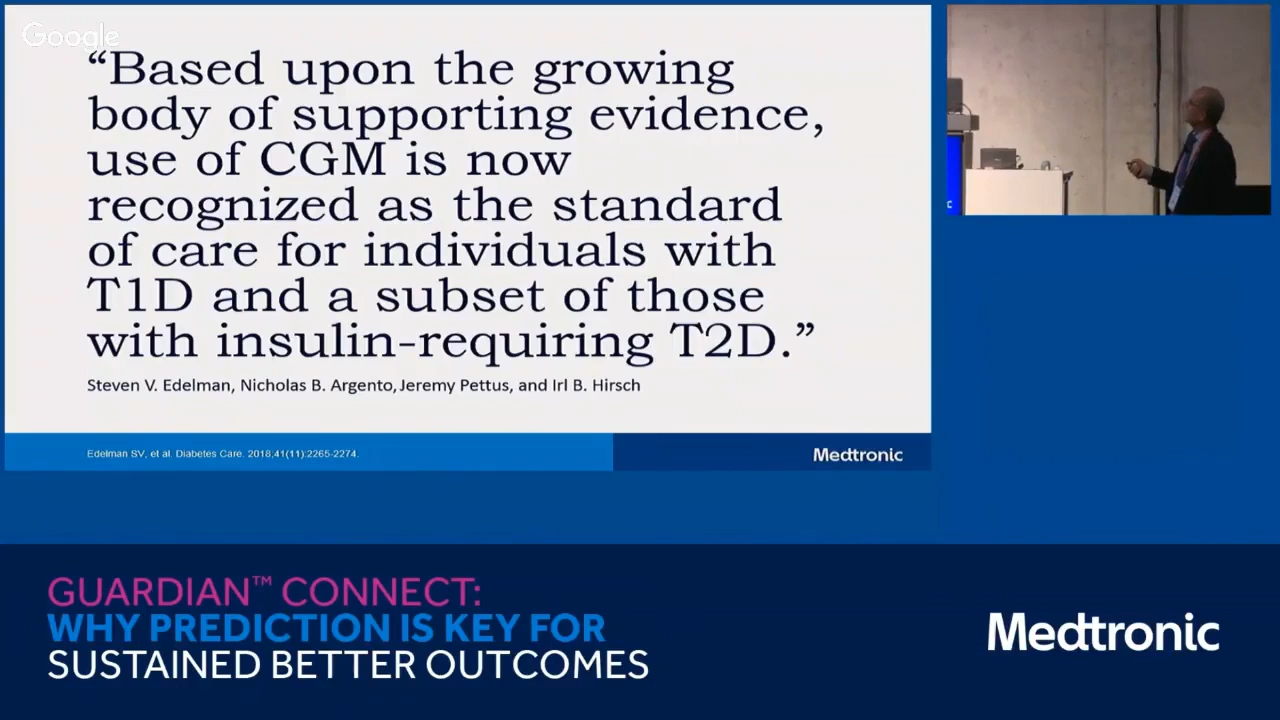 Google
“Based upon the growing
body of supporting evidence,
use of CGM is now
recognized as the standard
of care for individuals with
T1D and a subset of those
with insulin-requiring T2D.”
Steven V. Edelman, Nicholas B. Argento, Jeremy Pettus, and Irl B. Hirsch
Edelman SV, et al. Diabetes Care. 2018;41(11):2265-2274.
Medtronic
GUARDIAN™ CONNECT:
WHY PREDICTION IS KEY FOR
SUSTAINED BETTER OUTCOMES
Medtronic